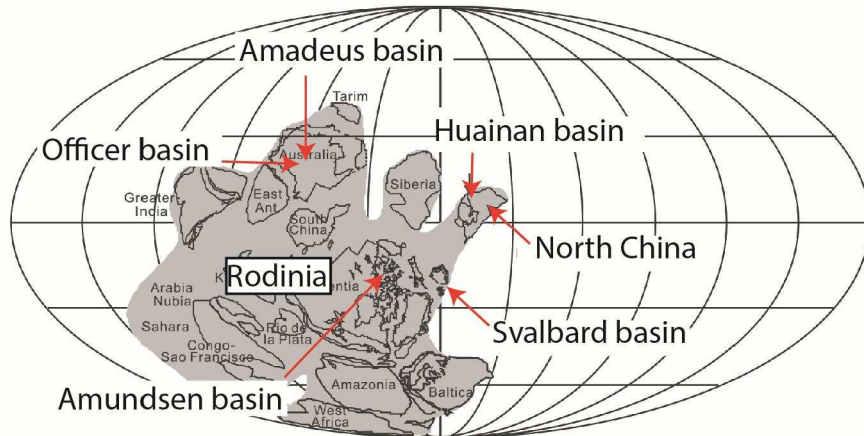 Amadeus basin
Tarim
Huainan basin
Officer basin
Australia
Siberia
Greater
India
East
Ant.
South
China
North China
Rodinia
K
entia
Arabia
Nubia
Sahara
Svalbard basin
Rio de
la Plata
Congo-
Sao Francisco
Amazonia
Baltica
Amundsen basin
West
Africa